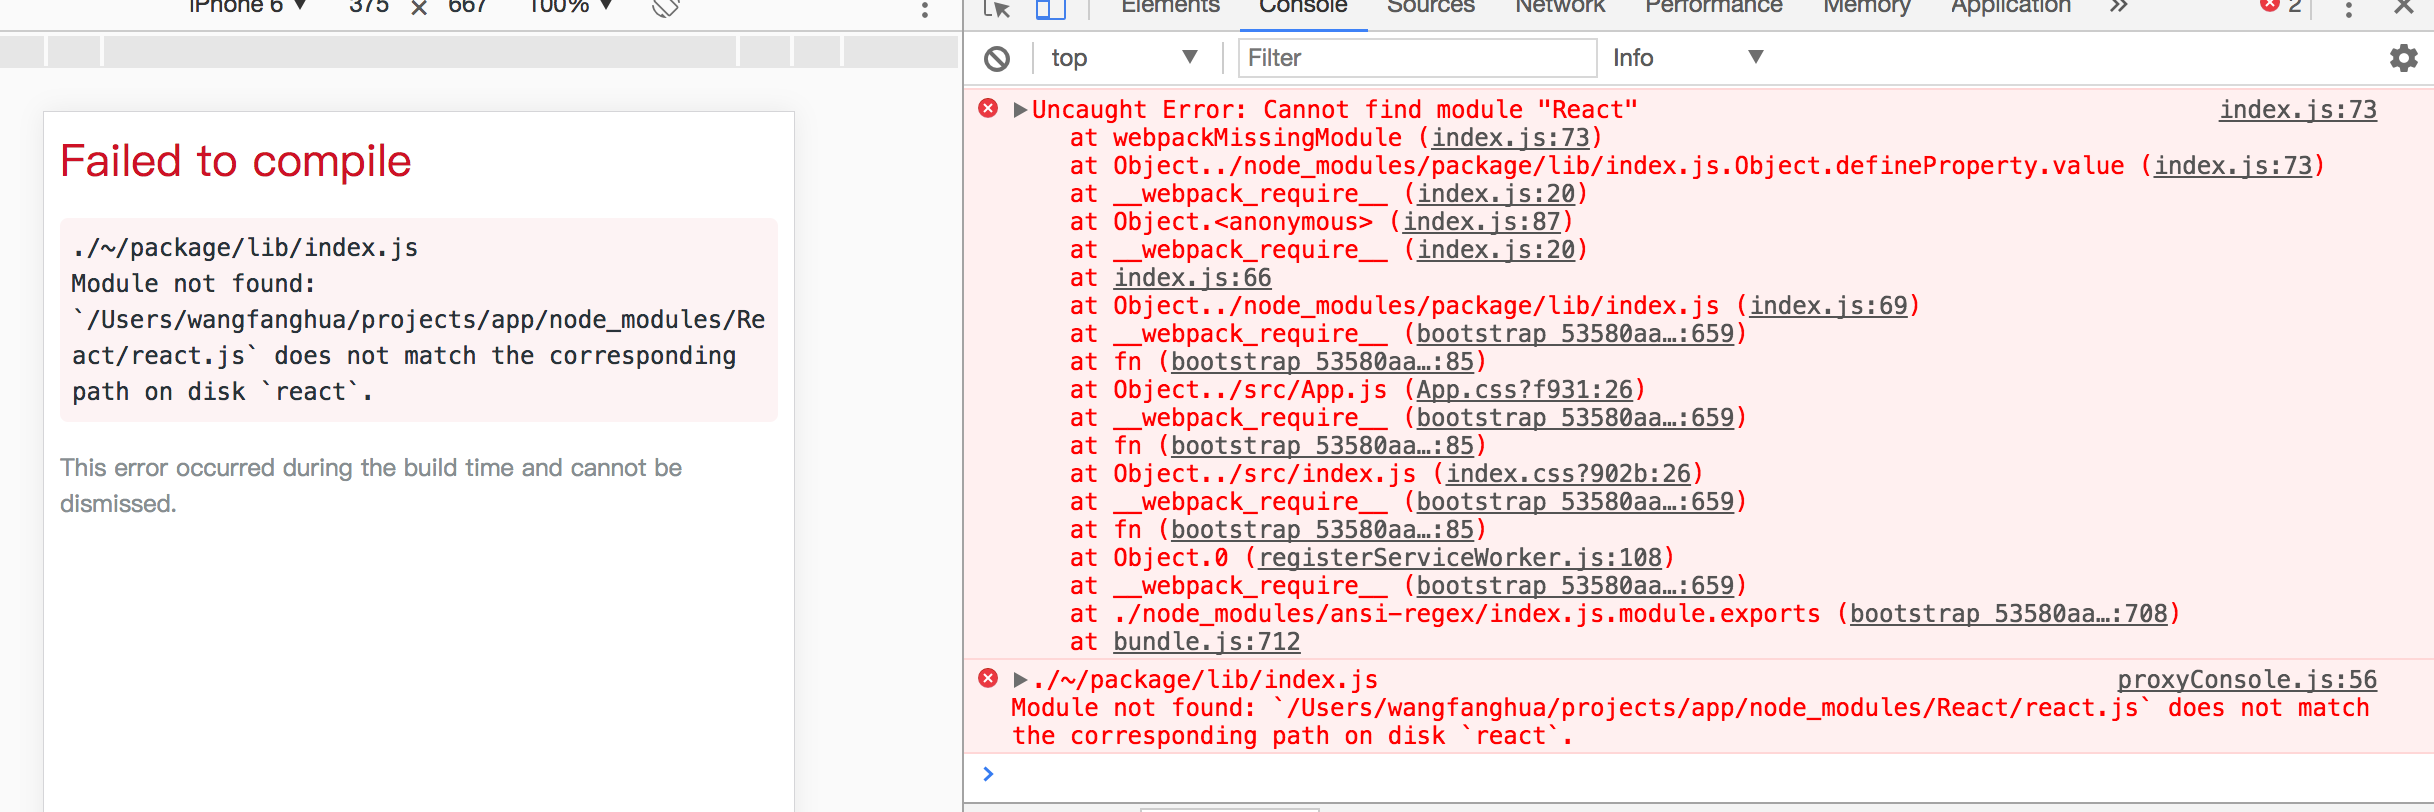 iPhone 6 ▼ 375 × 667 100% ▼
Failed to compile
./~/package/lib/index.js
Module not found:
`/Users/wangfanghua/projects/app/node_modules/Re
act/react.js` does not match the corresponding
path on disk `react`.
This error occurred during the build time and cannot be
dismissed.
Elements Console Sources Network Performance Memory Application » 2
top ▼ Filter Info ▼
Uncaught Error: Cannot find module "React" index.js:73
at webpackMissingModule (index.js:73)
at Object../node_modules/package/lib/index.js.Object.defineProperty.value (index.js:73)
at __webpack_require__ (index.js:20)
at Object.<anonymous> (index.js:87)
at __webpack_require__ (index.js:20)
at index.js:66
at Object../node_modules/package/lib/index.js (index.js:69)
at __webpack_require__ (bootstrap 53580aa…:659)
at fn (bootstrap 53580aa…:85)
at Object../src/App.js (App.css?f931:26)
at __webpack_require__ (bootstrap 53580aa…:659)
at fn (bootstrap 53580aa…:85)
at Object../src/index.js (index.css?902b:26)
at __webpack_require__ (bootstrap 53580aa…:659)
at fn (bootstrap 53580aa…:85)
at Object.0 (registerServiceWorker.js:108)
at __webpack_require__ (bootstrap 53580aa…:659)
at ./node_modules/ansi-regex/index.js.module.exports (bootstrap 53580aa…:708)
at bundle.js:712
./~/package/lib/index.js proxyConsole.js:56
Module not found: `/Users/wangfanghua/projects/app/node_modules/React/react.js` does not match
the corresponding path on disk `react`.